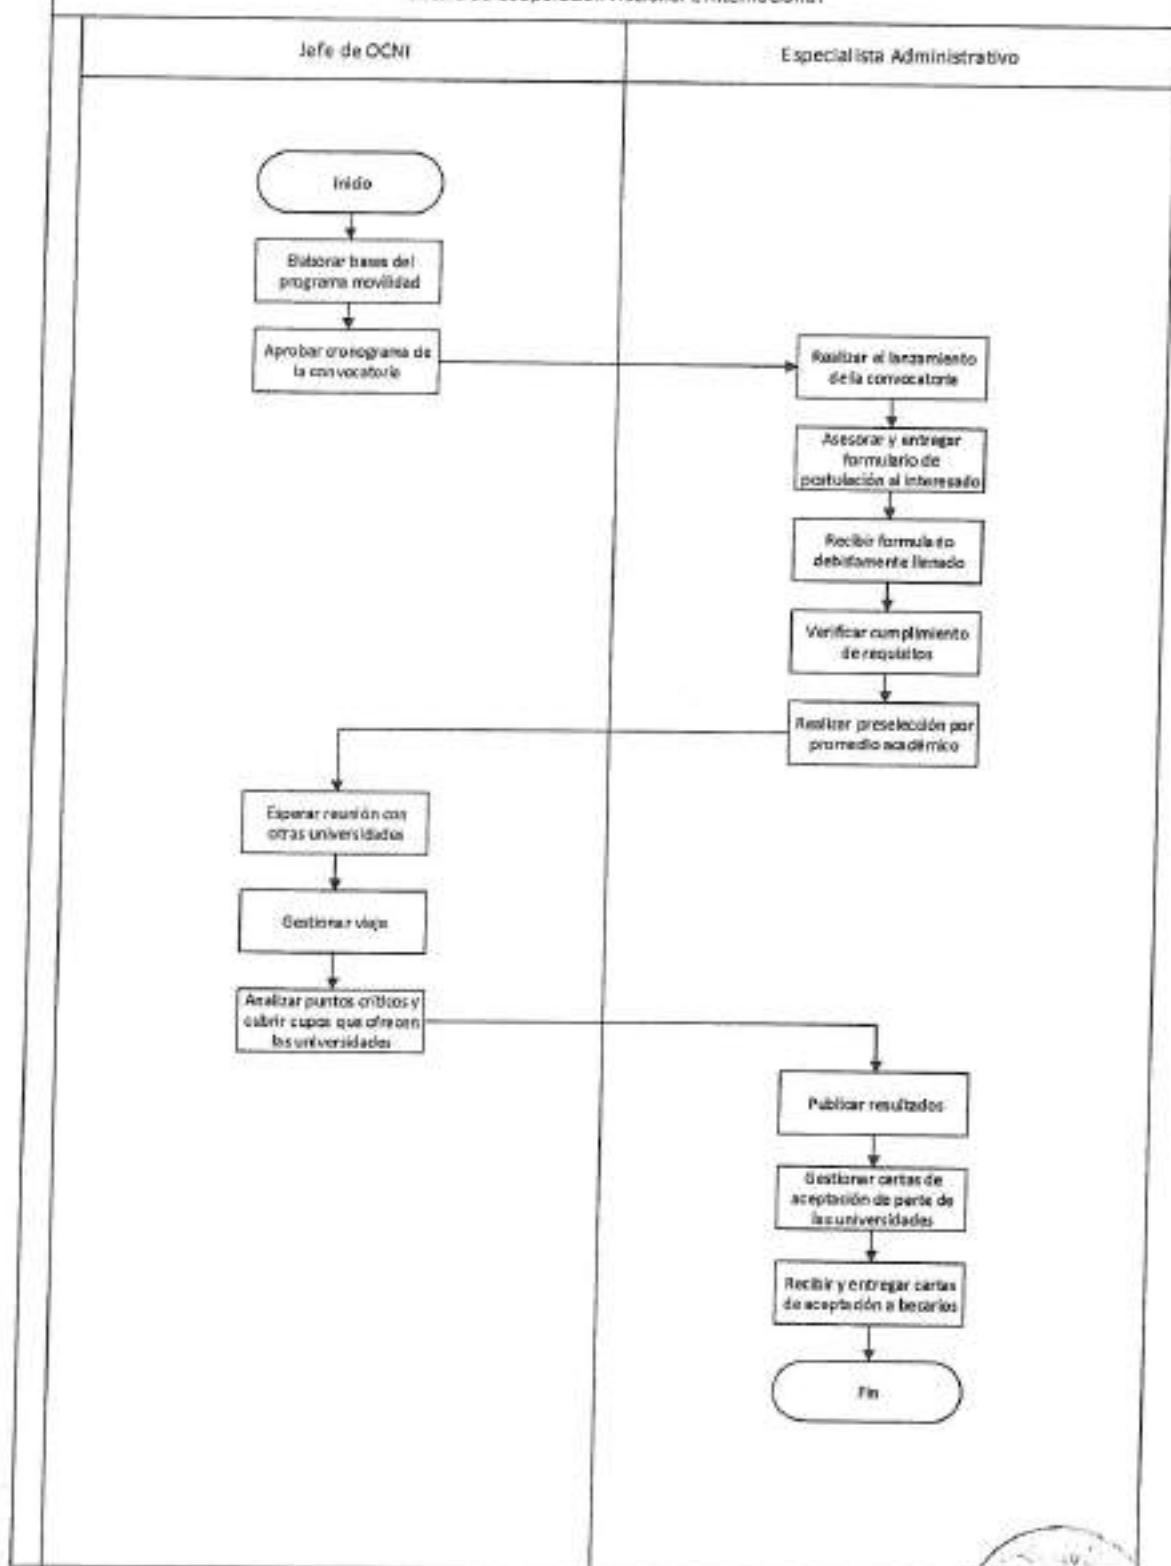 Cooperación Nacional e Internacional
Jefe de OCNI
Especialista Administrativo
Inicio
Elaborar bases del
programa movilidad
Aprobar cronograma de
la convocatoria
Realizar el lanzamiento
de la convocatoria
Asesorar y entregar
formulario de
postulación al interesado
Recibir formulario
debidamente llenado
Verificar cumplimiento
de requisitos
Realizar preselección por
promedio académico
Esperar reunión con
otras universidades
Gestionar viaje
Analizar puntos críticos y
cubrir cupos que ofrecen
las universidades
Publicar resultados
Gestionar cartas de
aceptación de parte de
las universidades
Recibir y entregar cartas
de aceptación a becarios
Fin